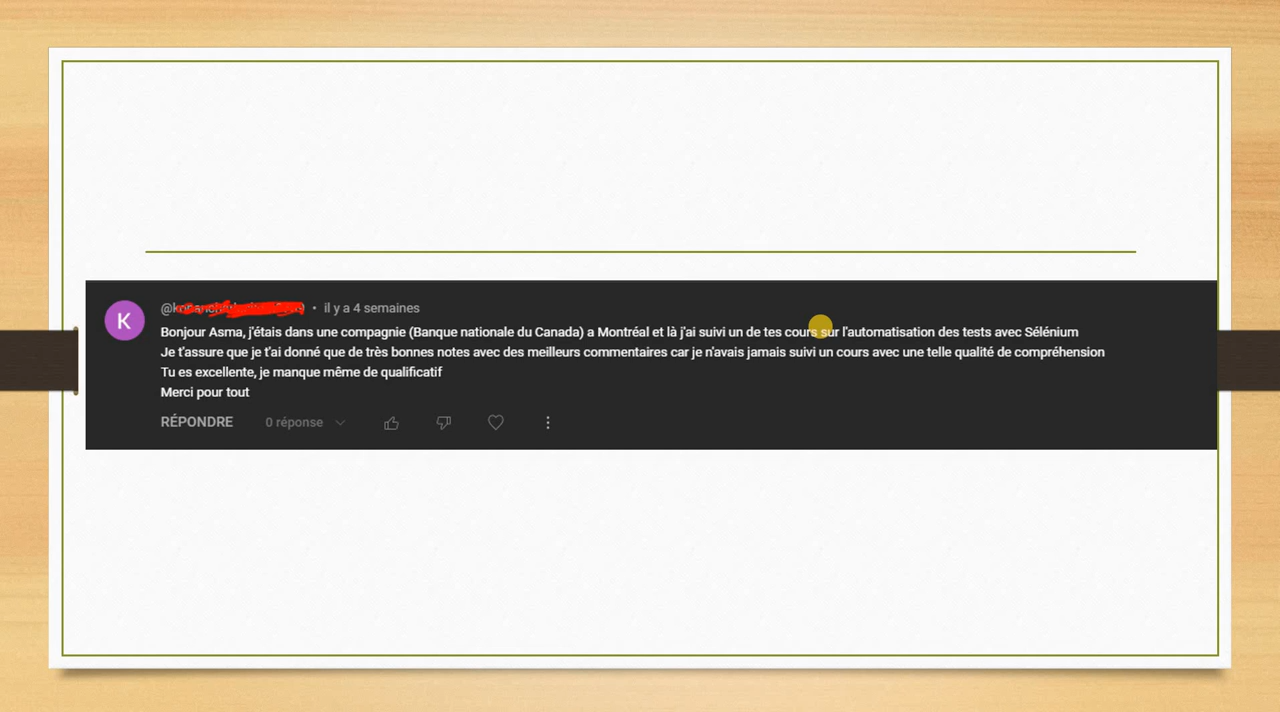 K
• il y a 4 semaines
Bonjour Asma, j'étais dans une compagnie (Banque nationale du Canada) a Montréal et là j'ai suivi un de tes cours sur l'automatisation des tests avec Sélénium
Je t'assure que je t'ai donné que de très bonnes notes avec des meilleurs commentaires car je n'avais jamais suivi un cours avec une telle qualité de compréhension
Tu es excellente, je manque même de qualificatif
Merci pour tout
RÉPONDRE 0 réponse